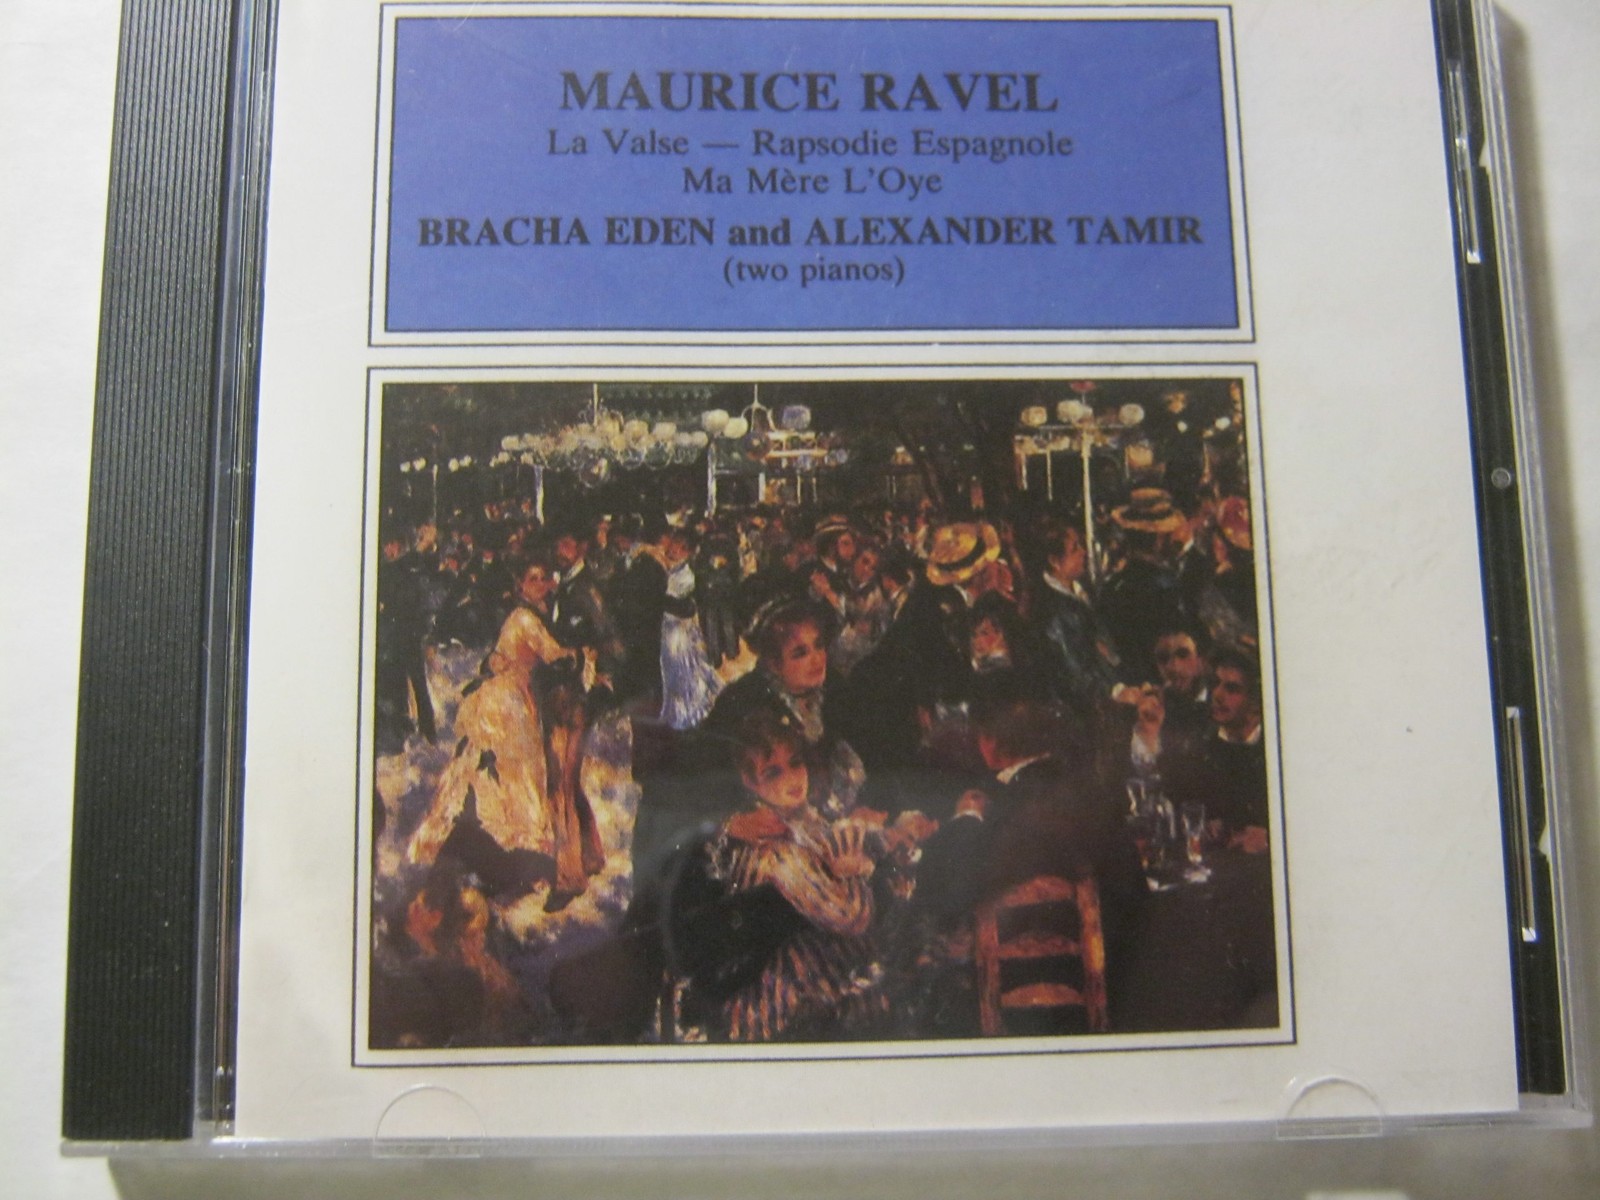 MAURICE RAVEL
La Valse — Rapsodie Espagnole
Ma Mère L'Oye
BRACHA EDEN and ALEXANDER TAMIR
(two pianos)